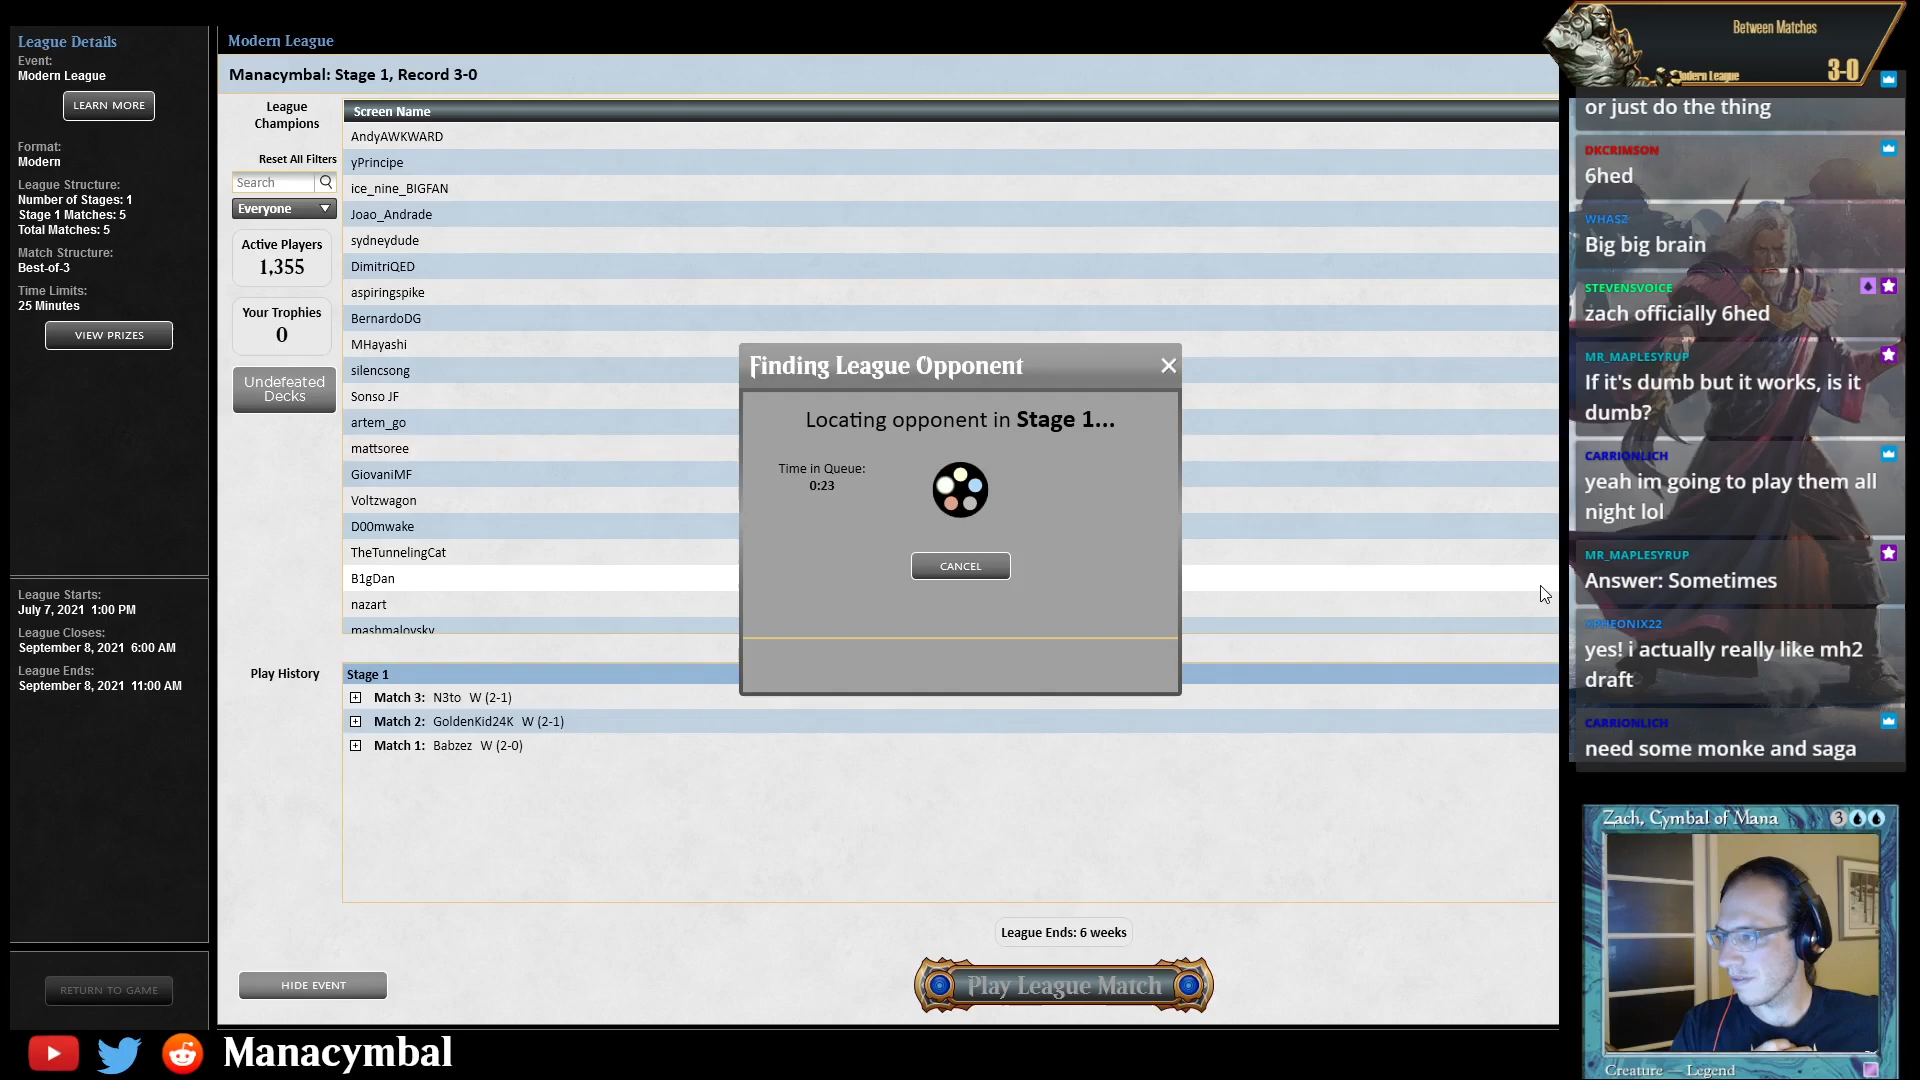 League Details
Event:
Modern League
LEARN MORE
Format:
Modern
League Structure:
Number of Stages: 1
Stage 1 Matches: 5
Total Matches: 5
Match Structure:
Best-of-3
Time Limits:
25 Minutes
VIEW PRIZES
League Starts:
July 7, 2021 1:00 PM
League Closes:
September 8, 2021 6:00 AM
League Ends:
September 8, 2021 11:00 AM
RETURN TO GAME
Modern League
Manacymbal: Stage 1, Record 3-0
League
Champions
Reset All Filters
Search
Everyone
Active Players
1,355
Your Trophies
0
Undefeated
Decks
Screen Name
AndyAWKWARD
yPrincipe
ice_nine_BIGFAN
Joao_Andrade
sydneydude
DimitriQED
aspiringspike
BernardoDG
MHayashi
silencsong
Sonso JF
artem_go
mattsoree
GiovaniMF
Voltzwagon
D00mwake
TheTunnelingCat
B1gDan
nazart
mashmalovsky
Finding League Opponent
Locating opponent in Stage 1...
Time in Queue:
0:23
CANCEL
Play History
Stage 1
Match 3: N3to W (2-1)
Match 2: GoldenKid24K W (2-1)
Match 1: Babzez W (2-0)
League Ends: 6 weeks
HIDE EVENT
Play League Match
Between Matches
Modern League
3-0
or just do the thing
DKCRIMSON
6hed
WHASZ
Big big brain
STEVENSVOICE
zach officially 6hed
MR_MAPLESYRUP
If it's dumb but it works, is it
dumb?
CARRIONLICH
yeah im going to play them all
night lol
MR_MAPLESYRUP
Answer: Sometimes
XPHEONIX22
yes! i actually really like mh2
draft
CARRIONLICH
need some monke and saga
Zach, Cymbal of Mana 3
Creature — Legend
Manacymbal